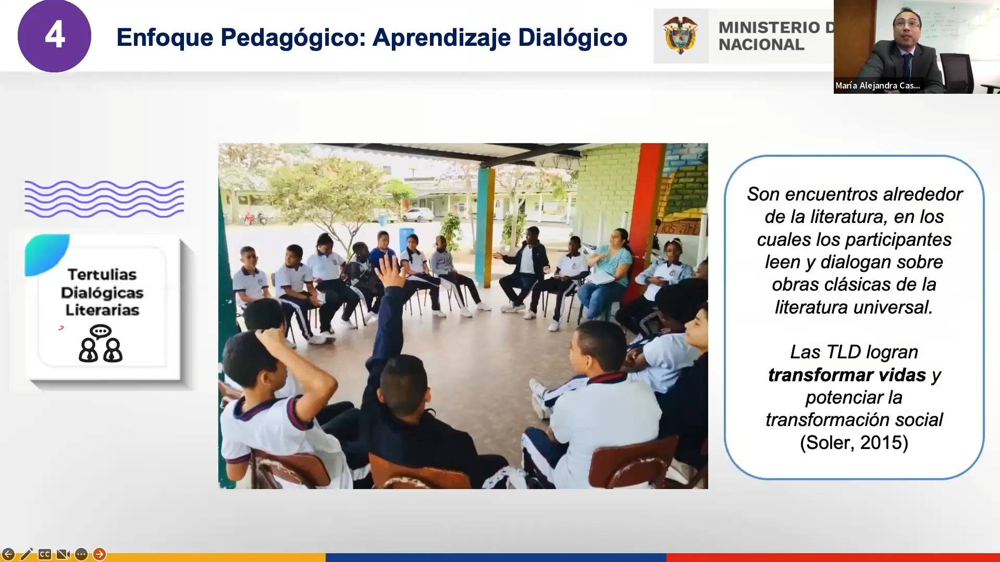 4
Enfoque Pedagógico: Aprendizaje Dialógico
MINISTERIO D
NACIONAL
María Alejandra Cas...
Tertulias
Dialógicas
Literarias
Son encuentros alrededor
de la literatura, en los
cuales los participantes
leen y dialogan sobre
obras clásicas de la
literatura universal.
Las TLD logran
transformar vidas y
potenciar la
transformación social
(Soler, 2015)
CC